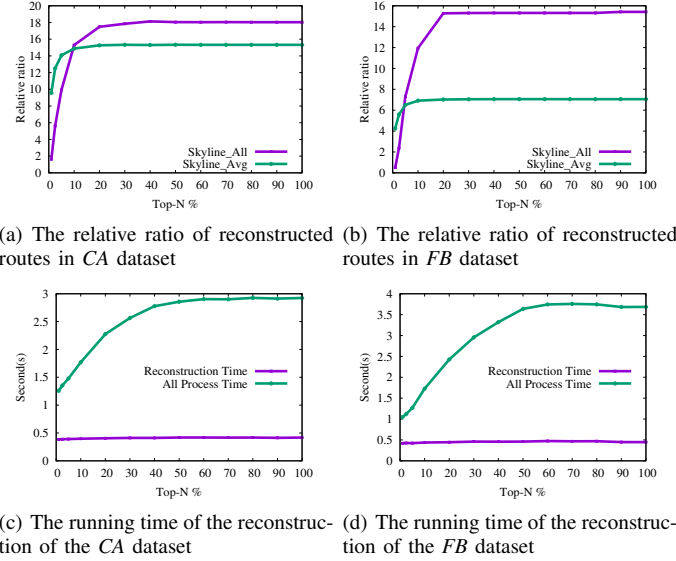 20
18
16
14
12
10
8
6
4
2
0
Relative ratio
Skyline_All
Skyline_Avg
0 10 20 30 40 50 60 70 80 90 100
Top-N %
(a) The relative ratio of reconstructed
routes in CA dataset
16
14
12
10
8
6
4
2
0
Relative ratio
Skyline_All
Skyline_Avg
0 10 20 30 40 50 60 70 80 90 100
Top-N %
(b) The relative ratio of reconstructed
routes in FB dataset
3
2.5
2
1.5
1
0.5
0
Second(s)
Reconstruction Time
All Process Time
0 10 20 30 40 50 60 70 80 90 100
Top-N %
(c) The running time of the reconstruc-
tion of the CA dataset
4
3.5
3
2.5
2
1.5
1
0.5
0
Second(s)
Reconstruction Time
All Process Time
0 10 20 30 40 50 60 70 80 90 100
Top-N %
(d) The running time of the reconstruc-
tion of the FB dataset